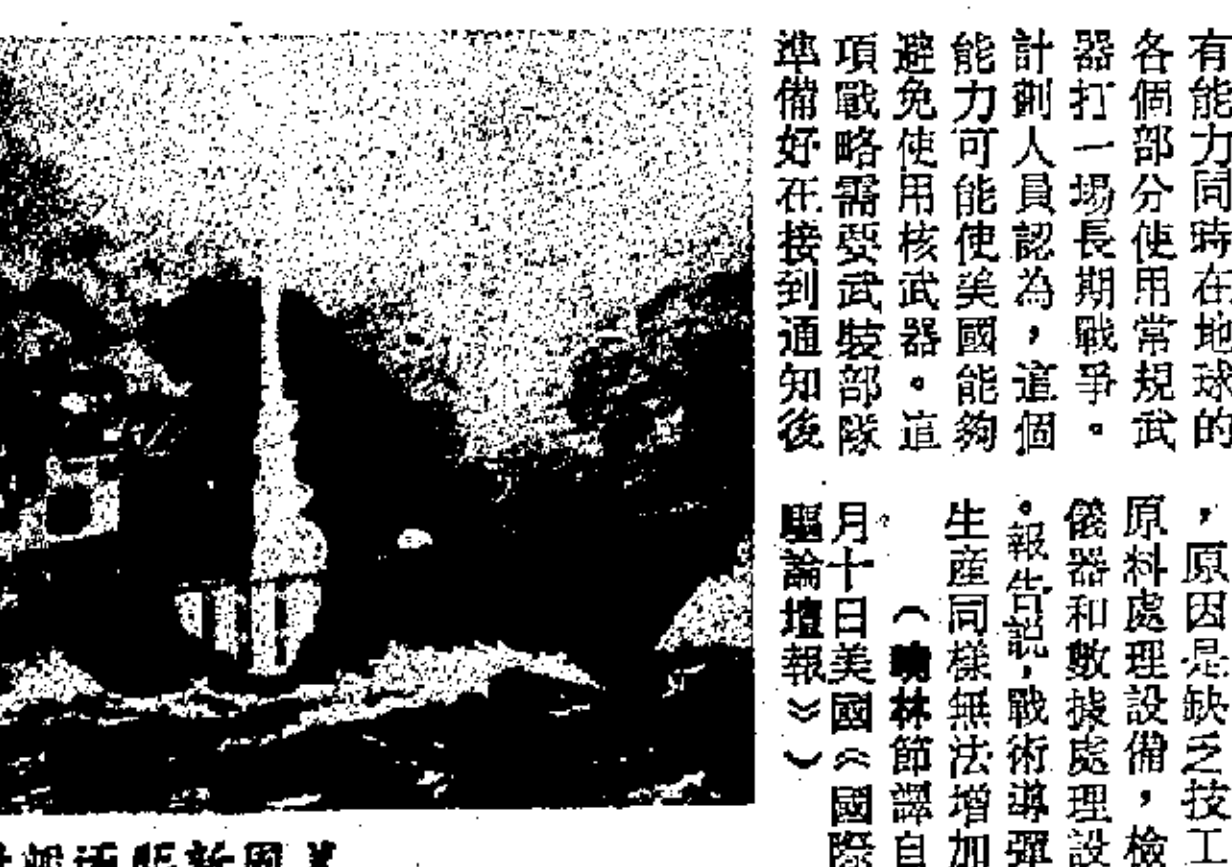 有能力同時在地球的
各個部分使用常規武
器打一場長期戰爭。
計劃人員認為，這個
能力可能使美國能夠
避免使用核武器。這
項戰略需要武裝部隊
準備好在接到通知後
，原因是缺乏技工
原料處理設備，檢
儀器和數據處理設
。報告說，戰術導彈
生産同樣無法增加
。（曉林節譯自
月十日美國《國際
驅論壇報》）